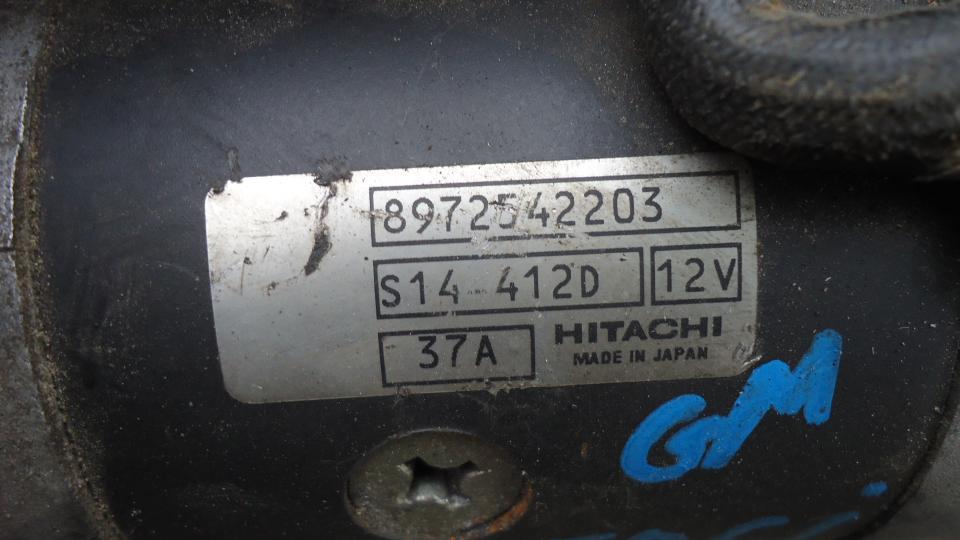 8972542203
S14-412D 12V
37A HITACHI
MADE IN JAPAN
GM